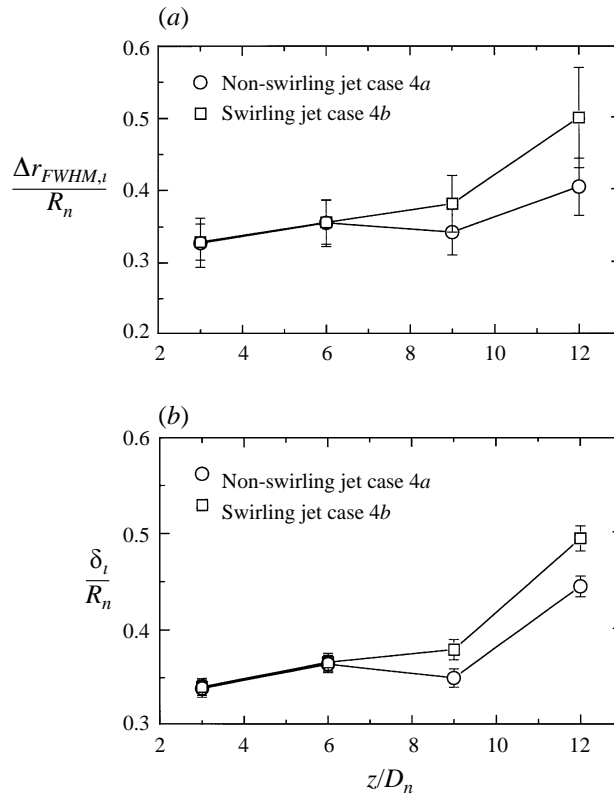 (a)
0.6
0.5
0.4
0.3
0.2
Δr_{FWHM,ι}
R_n
Non-swirling jet case 4a
Swirling jet case 4b
2 4 6 8 10 12
(b)
0.6
0.5
0.4
0.3
δ_ι
R_n
Non-swirling jet case 4a
Swirling jet case 4b
2 4 6 8 10 12
z/D_n